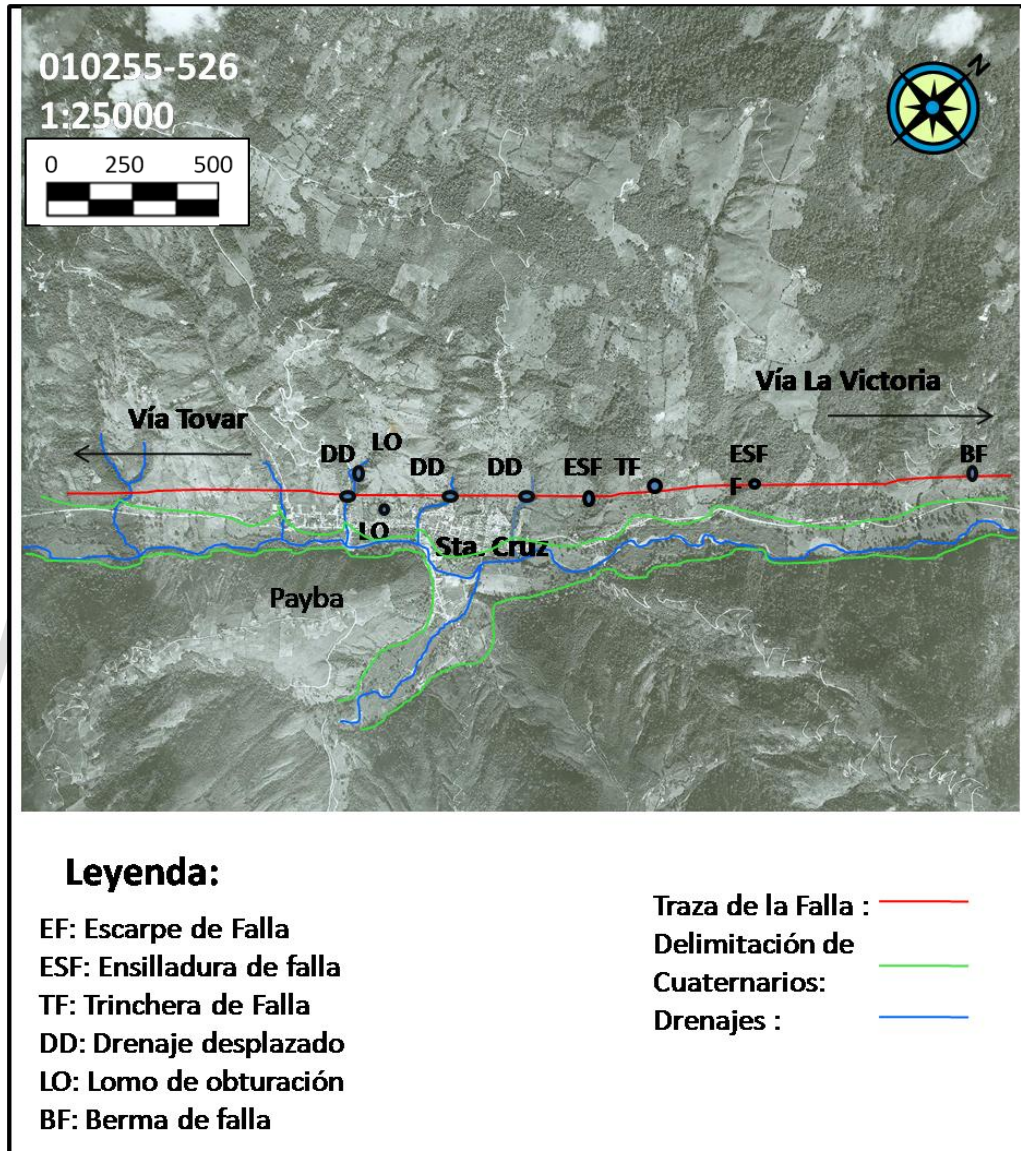 010255-526
1:25000
0 250 500
N
Vía La Victoria
Vía Tovar
LO
DD
DD
DD
ESF
TF
ESF
F
BF
LO
Sta. Cruz
Payba
Leyenda:
EF: Escarpe de Falla
ESF: Ensilladura de falla
TF: Trinchera de Falla
DD: Drenaje desplazado
LO: Lomo de obturación
BF: Berma de falla
Traza de la Falla :
Delimitación de
Cuaternarios:
Drenajes :